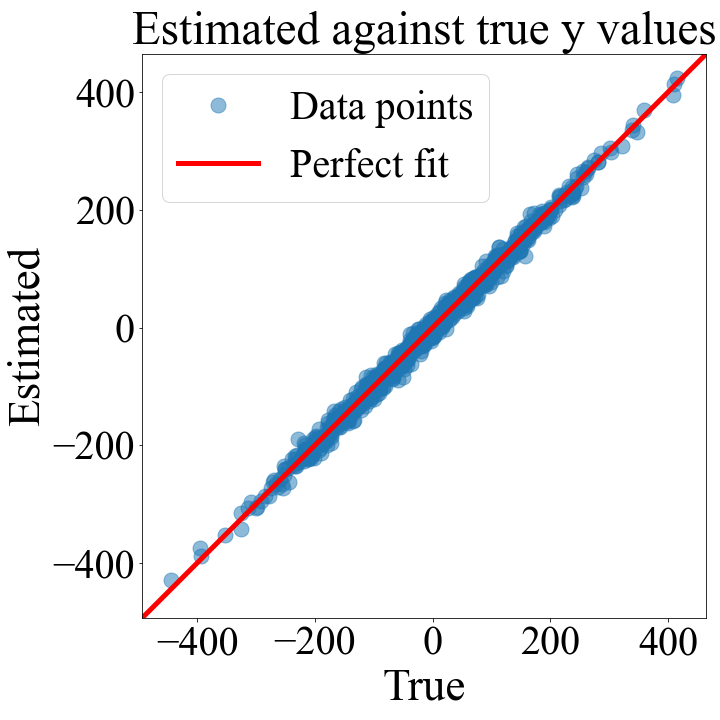 Estimated against true y values
Data points
Perfect fit
Estimated
400
200
0
−200
−400
−400
−200
0
200
400
True